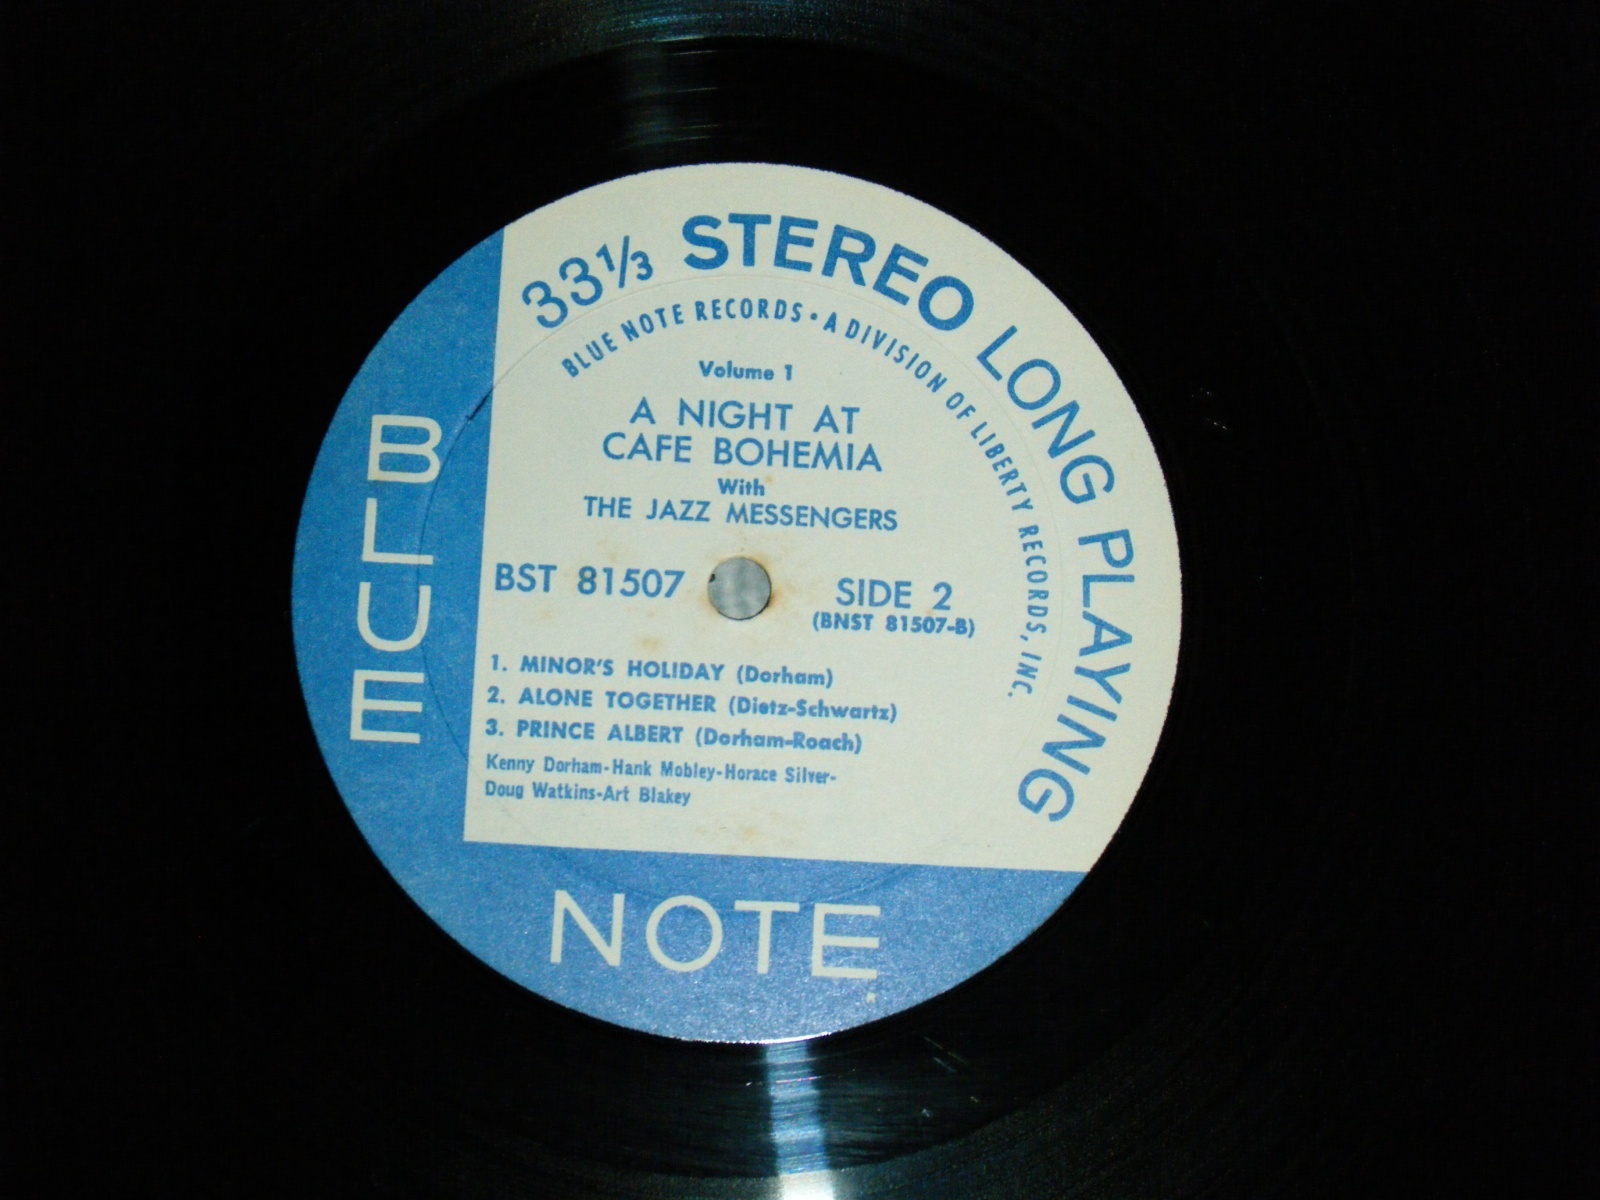 33⅓ STEREO LONG PLAYING
BLUE NOTE RECORDS • A DIVISION OF LIBERTY RECORDS, INC.
Volume 1
A NIGHT AT
CAFE BOHEMIA
With
THE JAZZ MESSENGERS
BST 81507
SIDE 2
(BNST 81507-B)
1. MINOR'S HOLIDAY (Dorham)
2. ALONE TOGETHER (Dietz-Schwartz)
3. PRINCE ALBERT (Dorham-Roach)
Kenny Dorham-Hank Mobley-Horace Silver-
Doug Watkins-Art Blakey
BLUE
NOTE